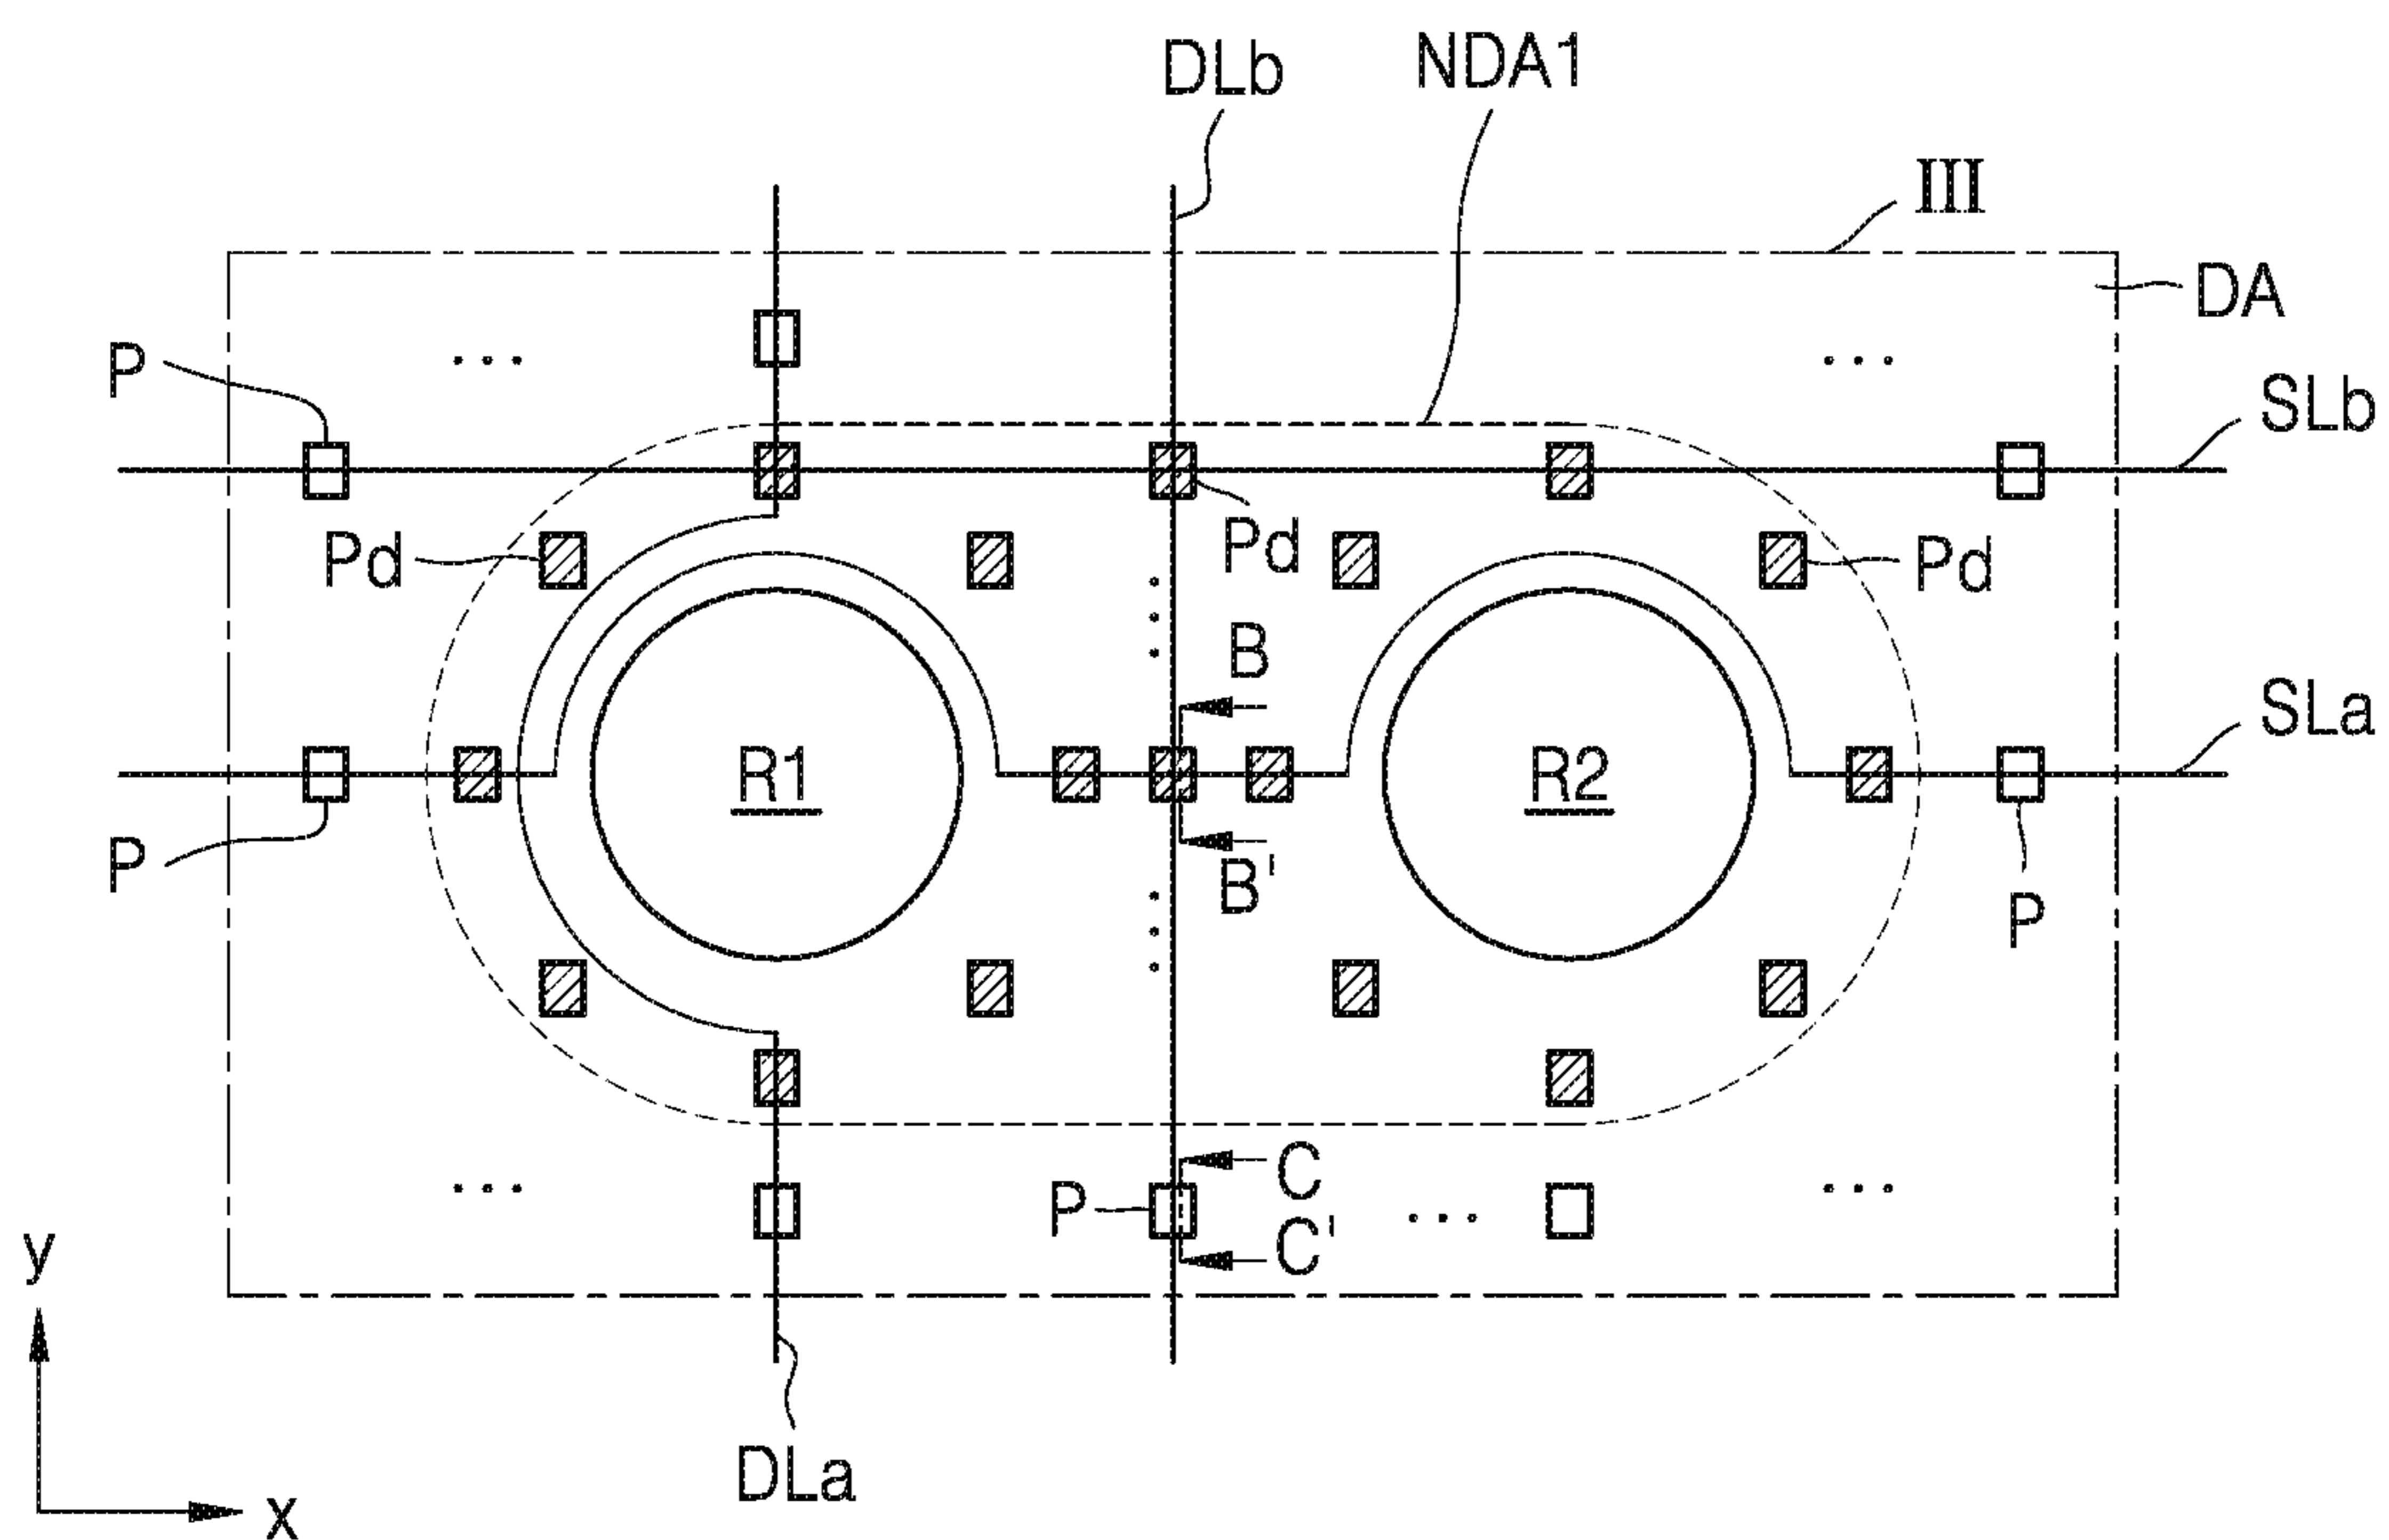 DLb
NDA1
III
DA
P
...
...
SLb
Pd
Pd
Pd
B
SLa
R1
R2
P
B'
P
...
C
P
...
...
C'
y
DLa
x